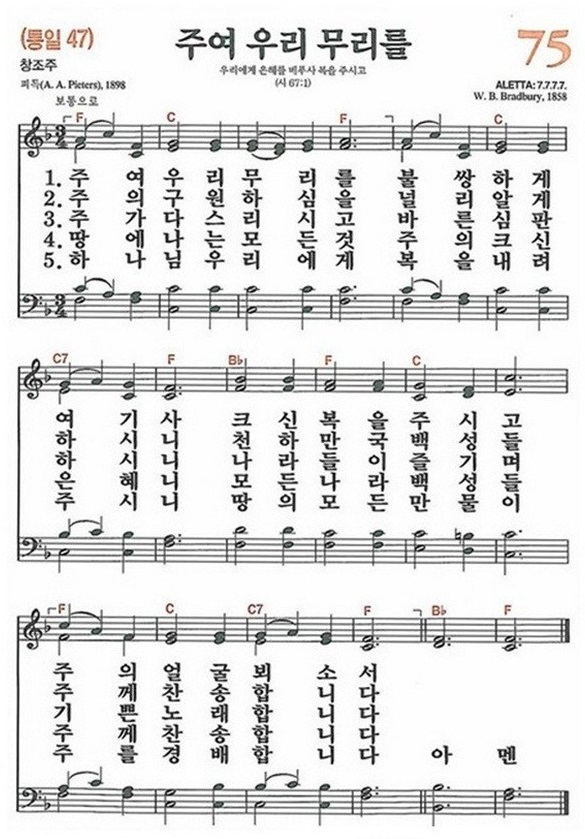 (통일 47)
주여 우리 무리를
75
창조주
우리에게 은혜를 베푸사 복을 주시고
(시 67:1)
피득(A. A. Pieters), 1898
ALETTA: 7.7.7.7.
W. B. Bradbury, 1858
보통으로
F C F C
1. 주 여 우 리 무 리 를 불 쌍 하 게
2. 주 의 구 원 하 심 을 널 리 알 게
3. 주 가 다 스 리 시 고 바 른 심 판
4. 땅 에 나 는 모 든 것 주 의 크 신
5. 하 나 님 우 리 에 게 복 을 내 려
C7 F B♭ F C
여 기 사 크 신 복 을 주 시 고
하 시 니 천 하 만 국 백 성 들
하 시 니 나 라 들 이 즐 기 며
은 혜 니 모 든 나 라 백 성 들
주 시 니 땅 의 모 든 만 물 이
F C C7 F B♭ F
주 의 얼 굴 뵈 소 서
주 께 찬 송 합 니 다
기 쁜 노 래 합 니 다
주 께 찬 송 합 니 다
주 를 경 배 합 니 다 아 멘